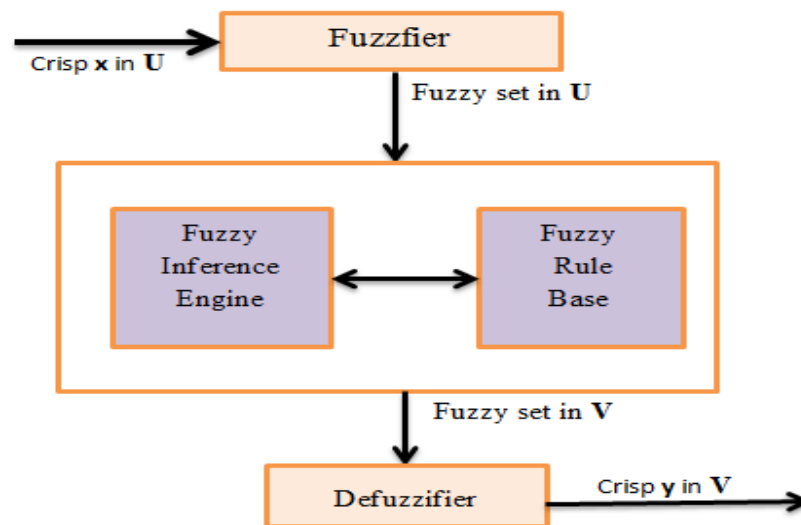 Fuzzfier
Crisp x in U
Fuzzy set in U
Fuzzy
Inference
Engine
Fuzzy
Rule
Base
Fuzzy set in V
Defuzzifier
Crisp y in V